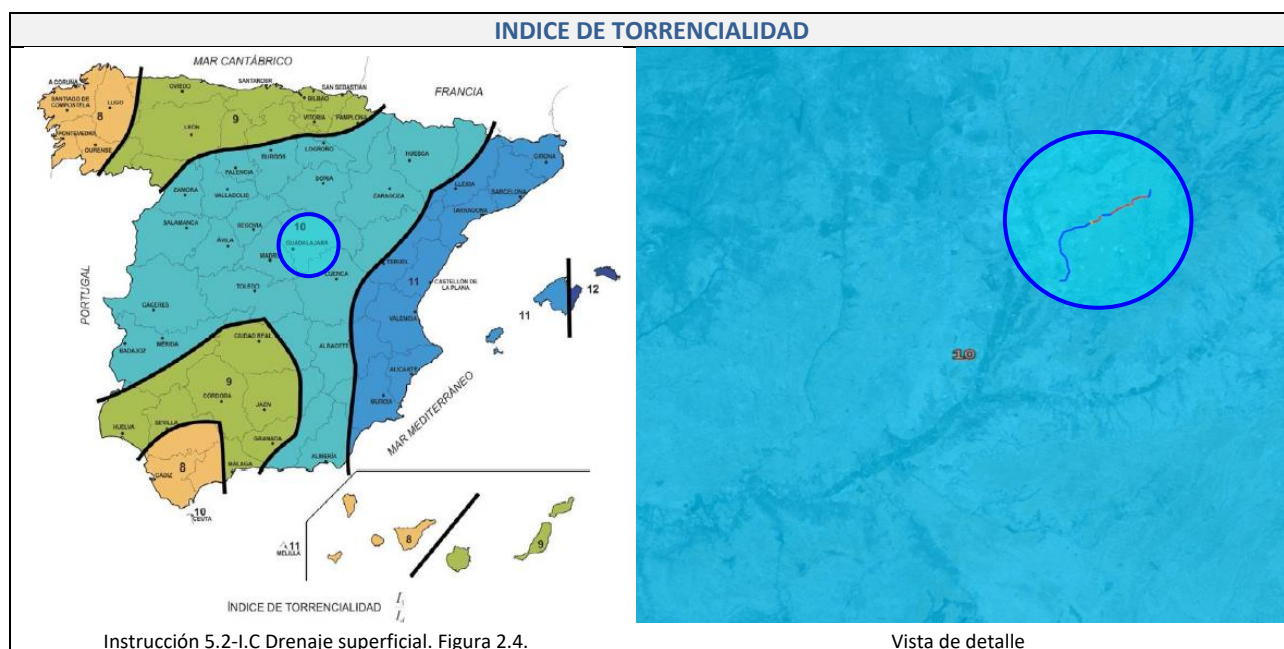 INDICE DE TORRENCIALIDAD
MAR CANTÁBRICO
FRANCIA
PORTUGAL
MAR MEDITERRÁNEO
A CORUÑA
LUGO
SANTIAGO DE COMPOSTELA
PONTEVEDRA
OURENSE
8
OVIEDO
SANTANDER
SAN SEBASTIÁN
BILBAO
VITORIA
PAMPLONA
LEÓN
9
BURGOS
LOGROÑO
HUESCA
PALENCIA
ZAMORA
VALLADOLID
SORIA
ZARAGOZA
LLEIDA
GIRONA
BARCELONA
TARRAGONA
SALAMANCA
SEGOVIA
10
ÁVILA
GUADALAJARA
MADRID
TERUEL
CUENCA
TOLEDO
11
CASTELLÓN DE
LA PLANA
12
11
CÁCERES
VALENCIA
CIUDAD REAL
BADAJOZ
MÉRIDA
ALBACETE
ALICANTE
9
CÓRDOBA
JAÉN
MURCIA
HUELVA
SEVILLA
GRANADA
8
MÁLAGA
ALMERÍA
CÁDIZ
10
CEUTA
11
MELILLA
8
9
ÍNDICE DE TORRENCIALIDAD I₁/I_d
10
Instrucción 5.2-I.C Drenaje superficial. Figura 2.4.
Vista de detalle